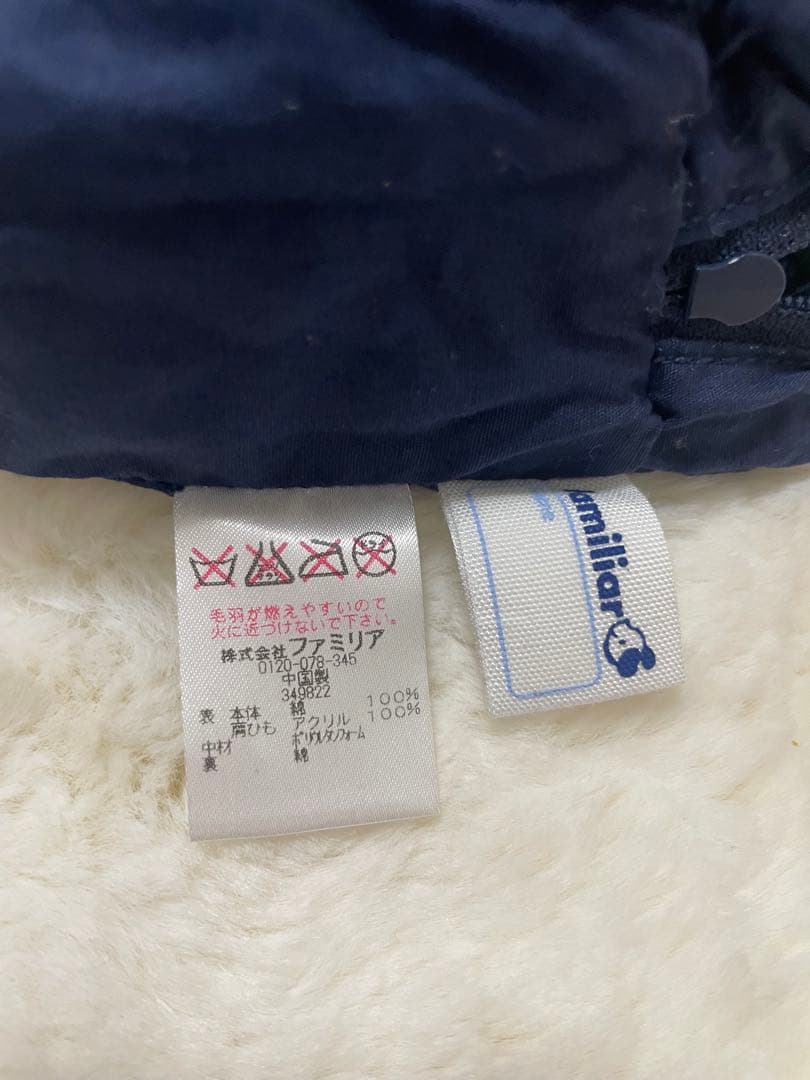 毛羽が燃えやすいので
火に近づけないで下さい。
株式会社ファミリア
0120-078-345
中国製
349822
表 本体 綿 100%
肩ひも アクリル 100%
中材 ポリウレタンフォーム
裏 綿
familiar